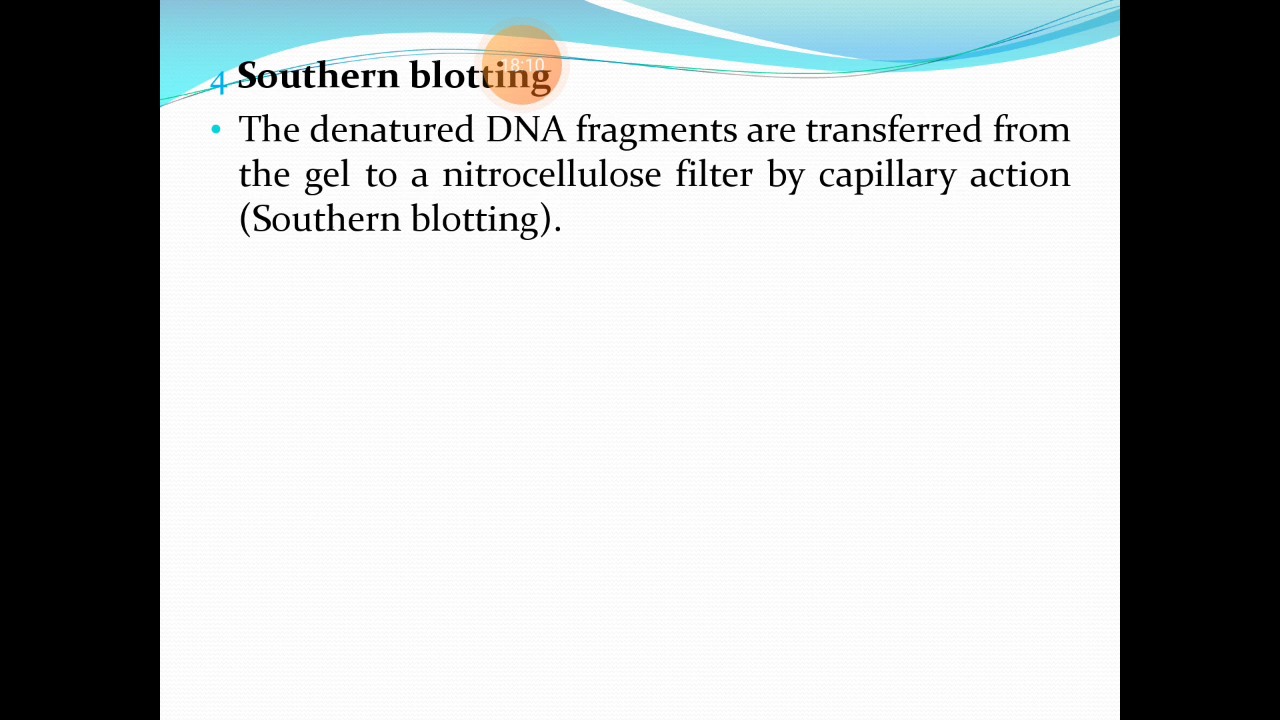 4 Southern blotting
18:10
• The denatured DNA fragments are transferred from
the gel to a nitrocellulose filter by capillary action
(Southern blotting).